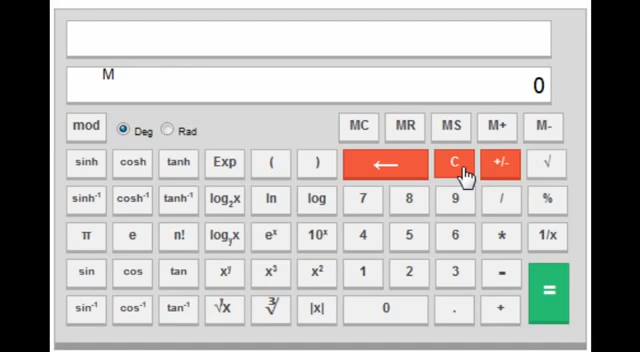 M
0
mod Deg Rad MC MR MS M+ M-
sinh cosh tanh Exp ( ) ← C +/- √
sinh⁻¹ cosh⁻¹ tanh⁻¹ log₂x ln log 7 8 9 / %
π e n! logᵧx eˣ 10ˣ 4 5 6 * 1/x
sin cos tan xʸ x³ x² 1 2 3 - =
sin⁻¹ cos⁻¹ tan⁻¹ ʸ√x ³√ |x| 0 . +